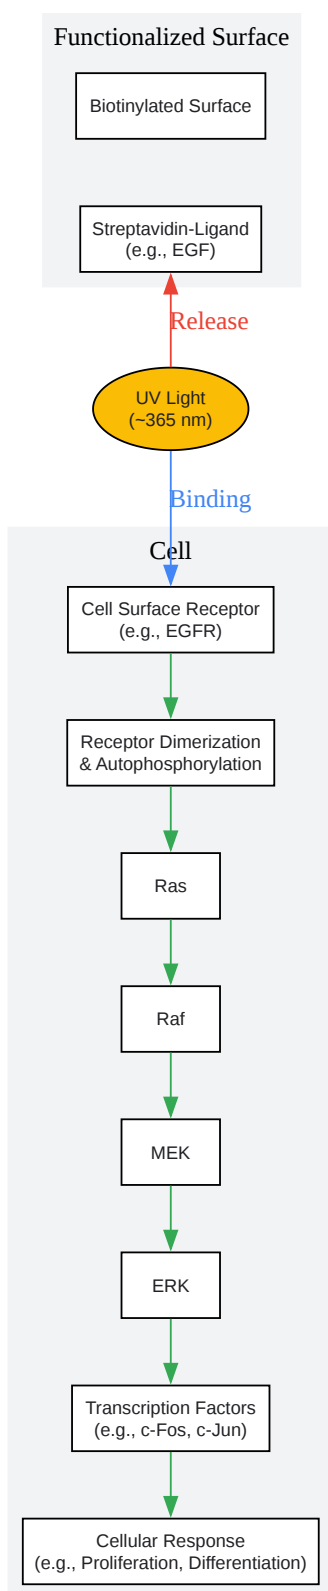 Functionalized Surface
Biotinylated Surface
Streptavidin-Ligand
(e.g., EGF)
Release
UV Light
(~365 nm)
Binding
Cell
Cell Surface Receptor
(e.g., EGFR)
Receptor Dimerization
& Autophosphorylation
Ras
Raf
MEK
ERK
Transcription Factors
(e.g., c-Fos, c-Jun)
Cellular Response
(e.g., Proliferation, Differentiation)